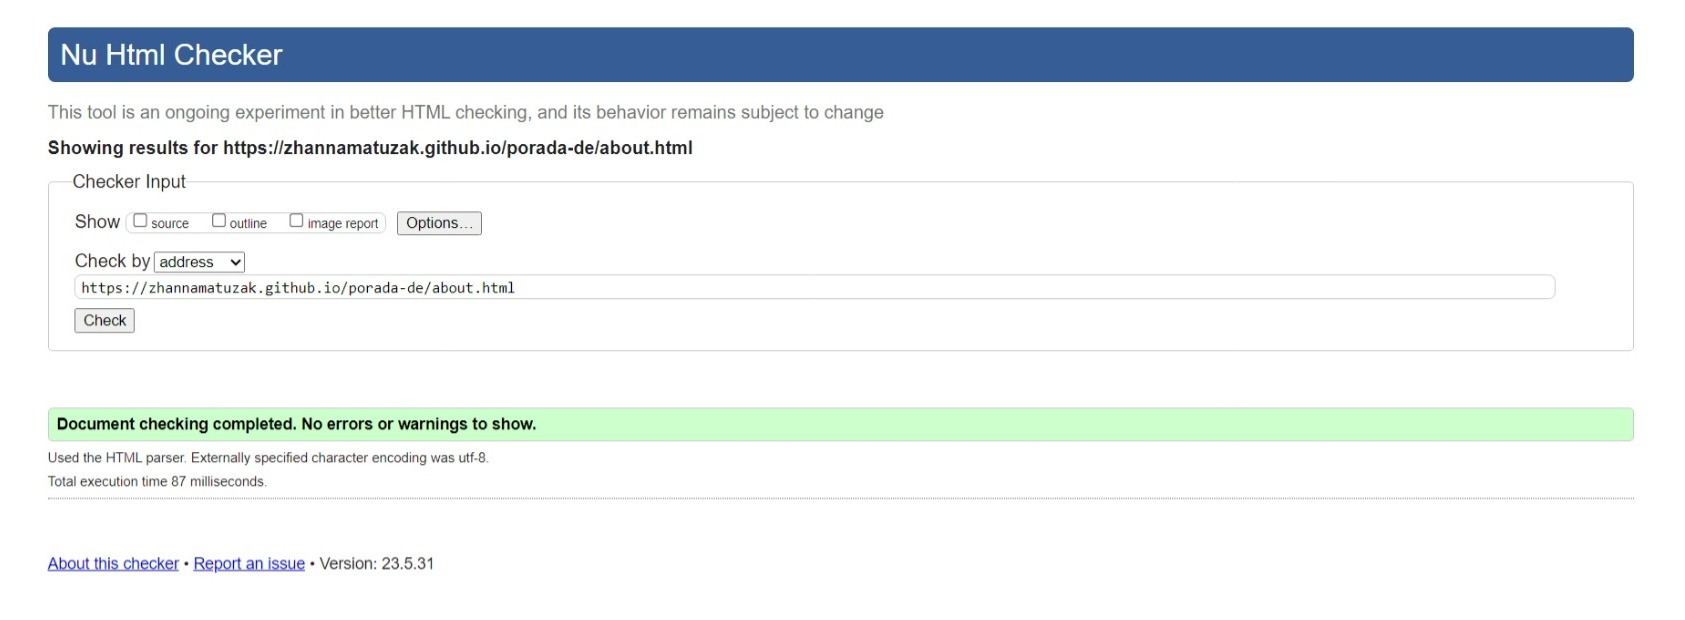 Nu Html Checker
This tool is an ongoing experiment in better HTML checking, and its behavior remains subject to change
Showing results for https://zhannamatuzak.github.io/porada-de/about.html
Checker Input
Show source outline image report Options...
Check by address
https://zhannamatuzak.github.io/porada-de/about.html
Check
Document checking completed. No errors or warnings to show.
Used the HTML parser. Externally specified character encoding was utf-8.
Total execution time 87 milliseconds.
About this checker • Report an issue • Version: 23.5.31